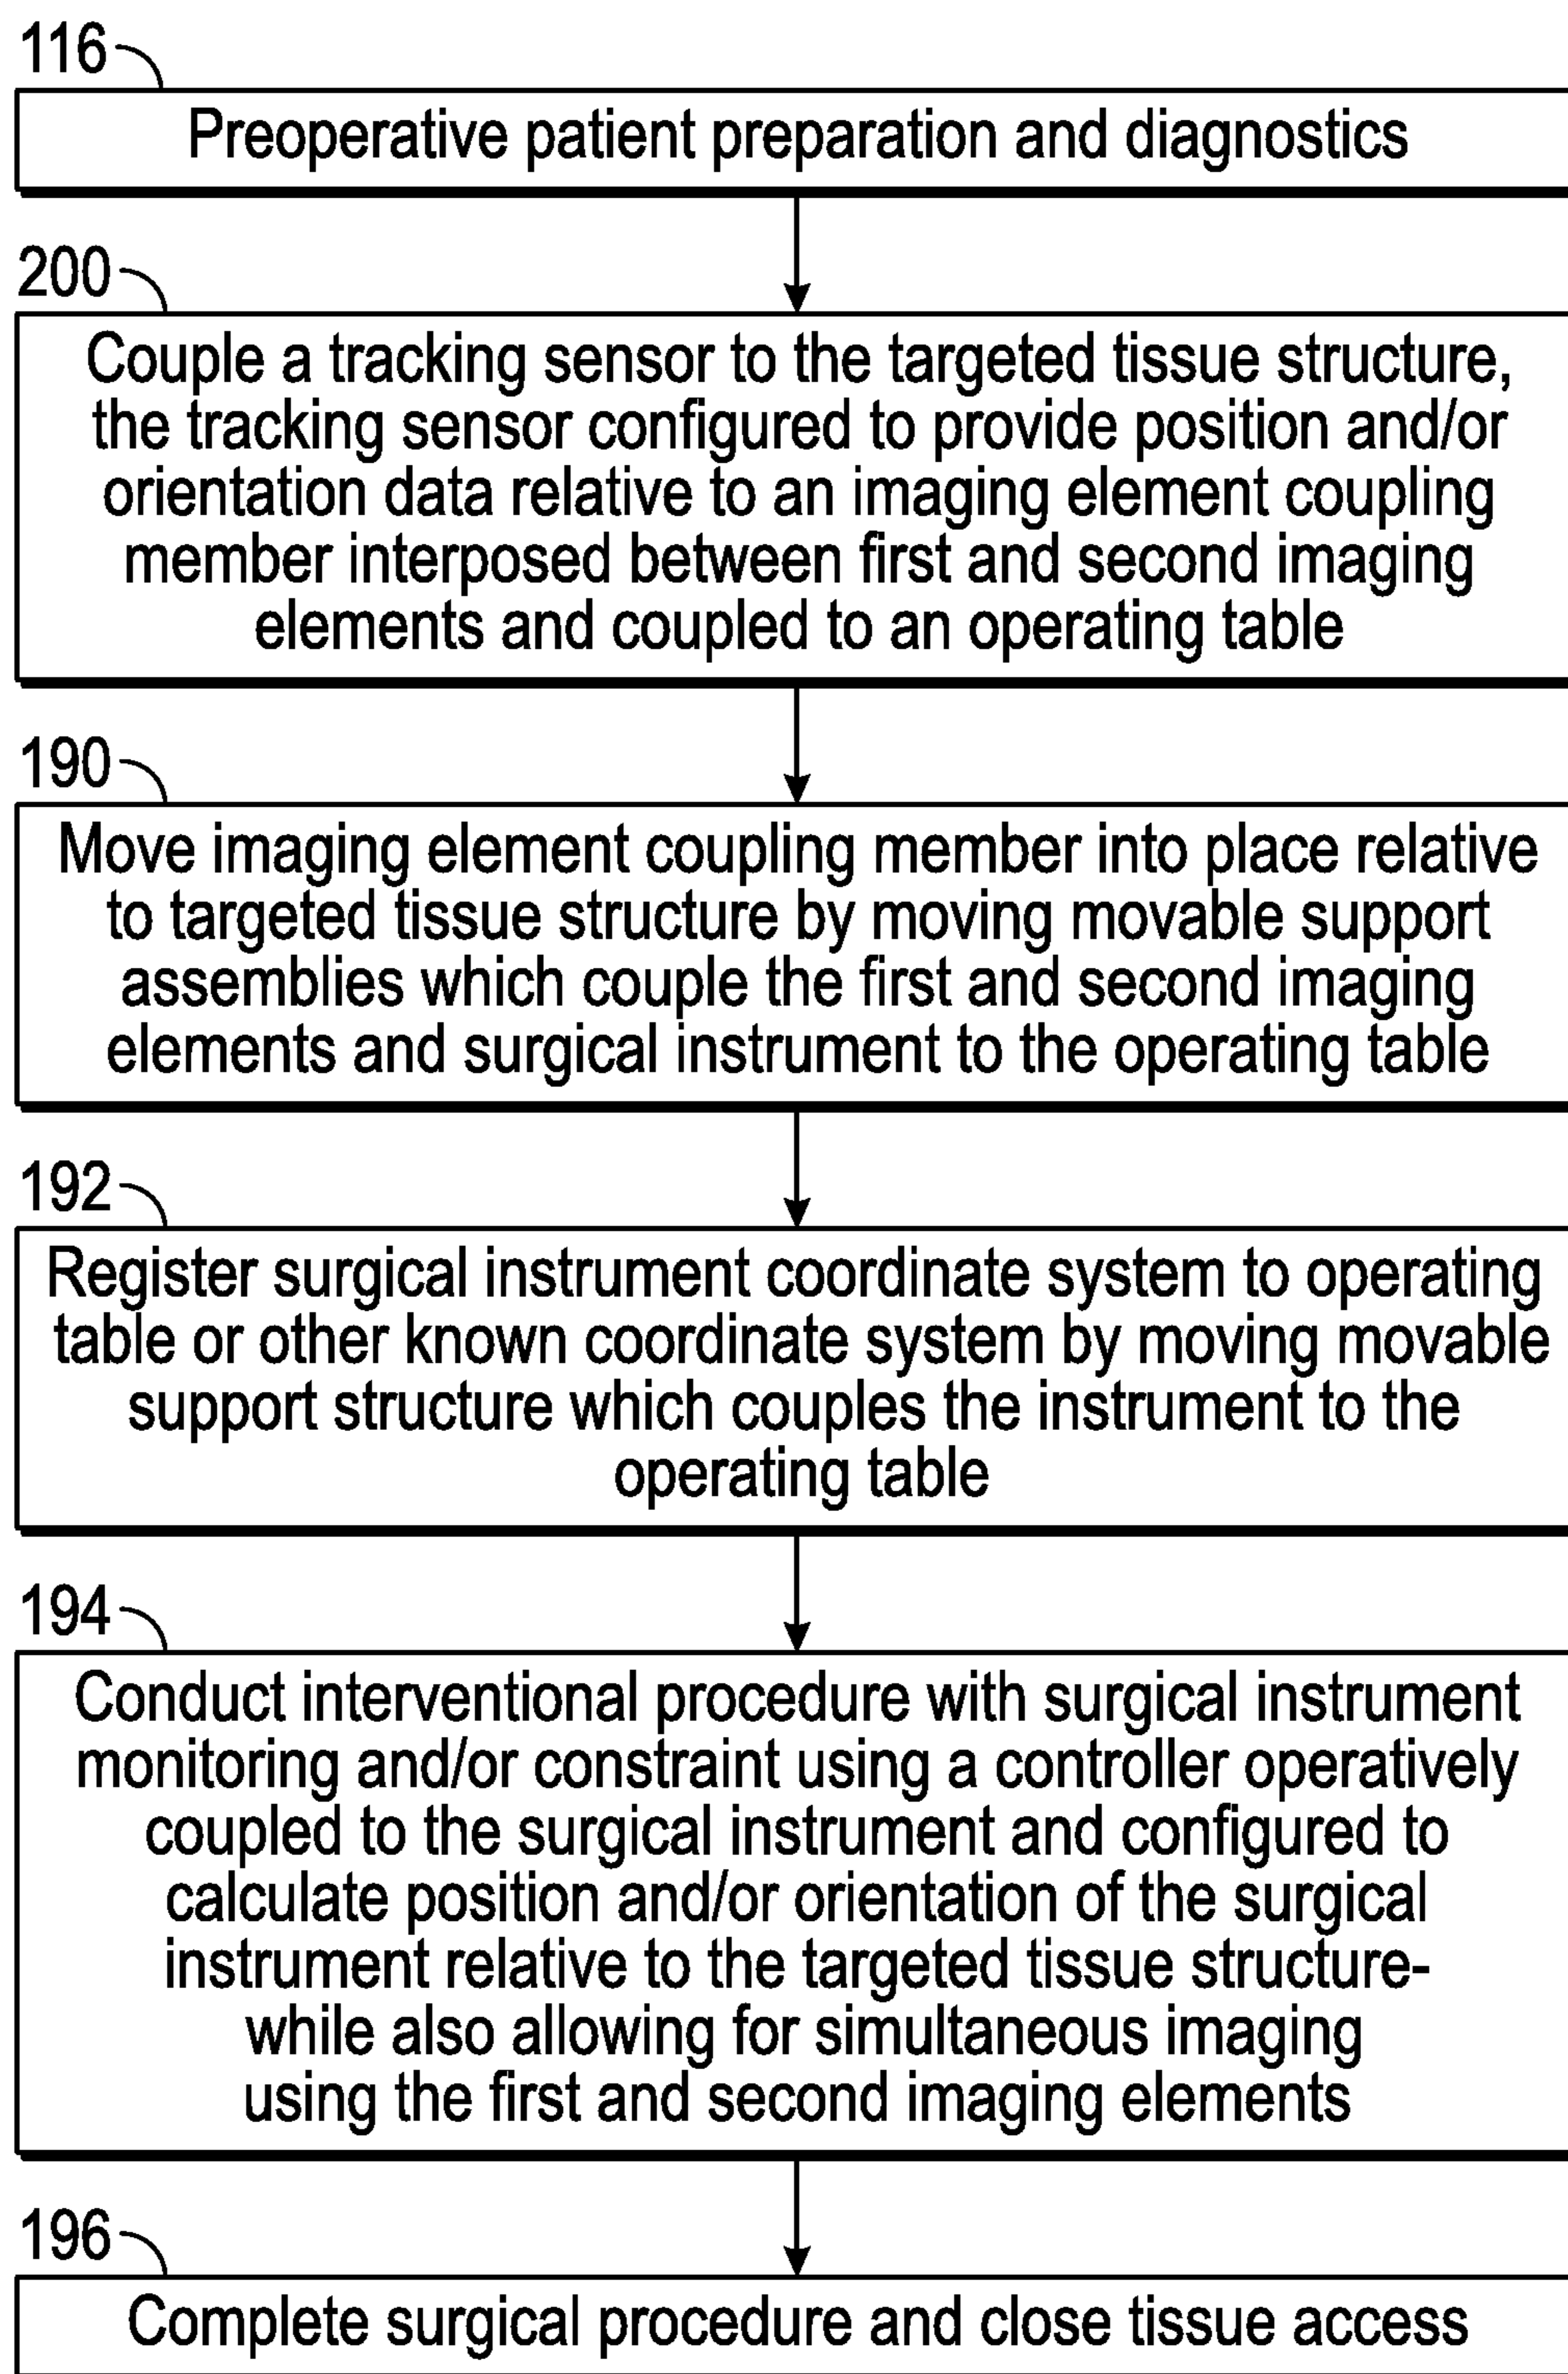 116
Preoperative patient preparation and diagnostics
200
Couple a tracking sensor to the targeted tissue structure,
the tracking sensor configured to provide position and/or
orientation data relative to an imaging element coupling
member interposed between first and second imaging
elements and coupled to an operating table
190
Move imaging element coupling member into place relative
to targeted tissue structure by moving movable support
assemblies which couple the first and second imaging
elements and surgical instrument to the operating table
192
Register surgical instrument coordinate system to operating
table or other known coordinate system by moving movable
support structure which couples the instrument to the
operating table
194
Conduct interventional procedure with surgical instrument
monitoring and/or constraint using a controller operatively
coupled to the surgical instrument and configured to
calculate position and/or orientation of the surgical
instrument relative to the targeted tissue structure-
while also allowing for simultaneous imaging
using the first and second imaging elements
196
Complete surgical procedure and close tissue access